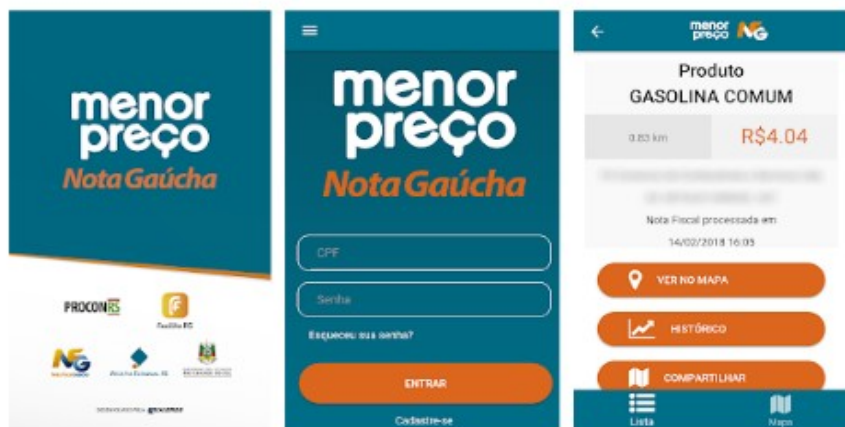 menor
preço
Nota Gaúcha
PROCON RS
NFG
menor
preço
Nota Gaúcha
CPF
Senha
Esqueceu sua senha?
ENTRAR
Cadastre-se
menor
preço NFG
Produto
GASOLINA COMUM
0.83 km
R$4.04
Nota Fiscal processada em
14/02/2018 16:05
VER NO MAPA
HISTÓRICO
COMPARTILHAR
Lista
Mapa